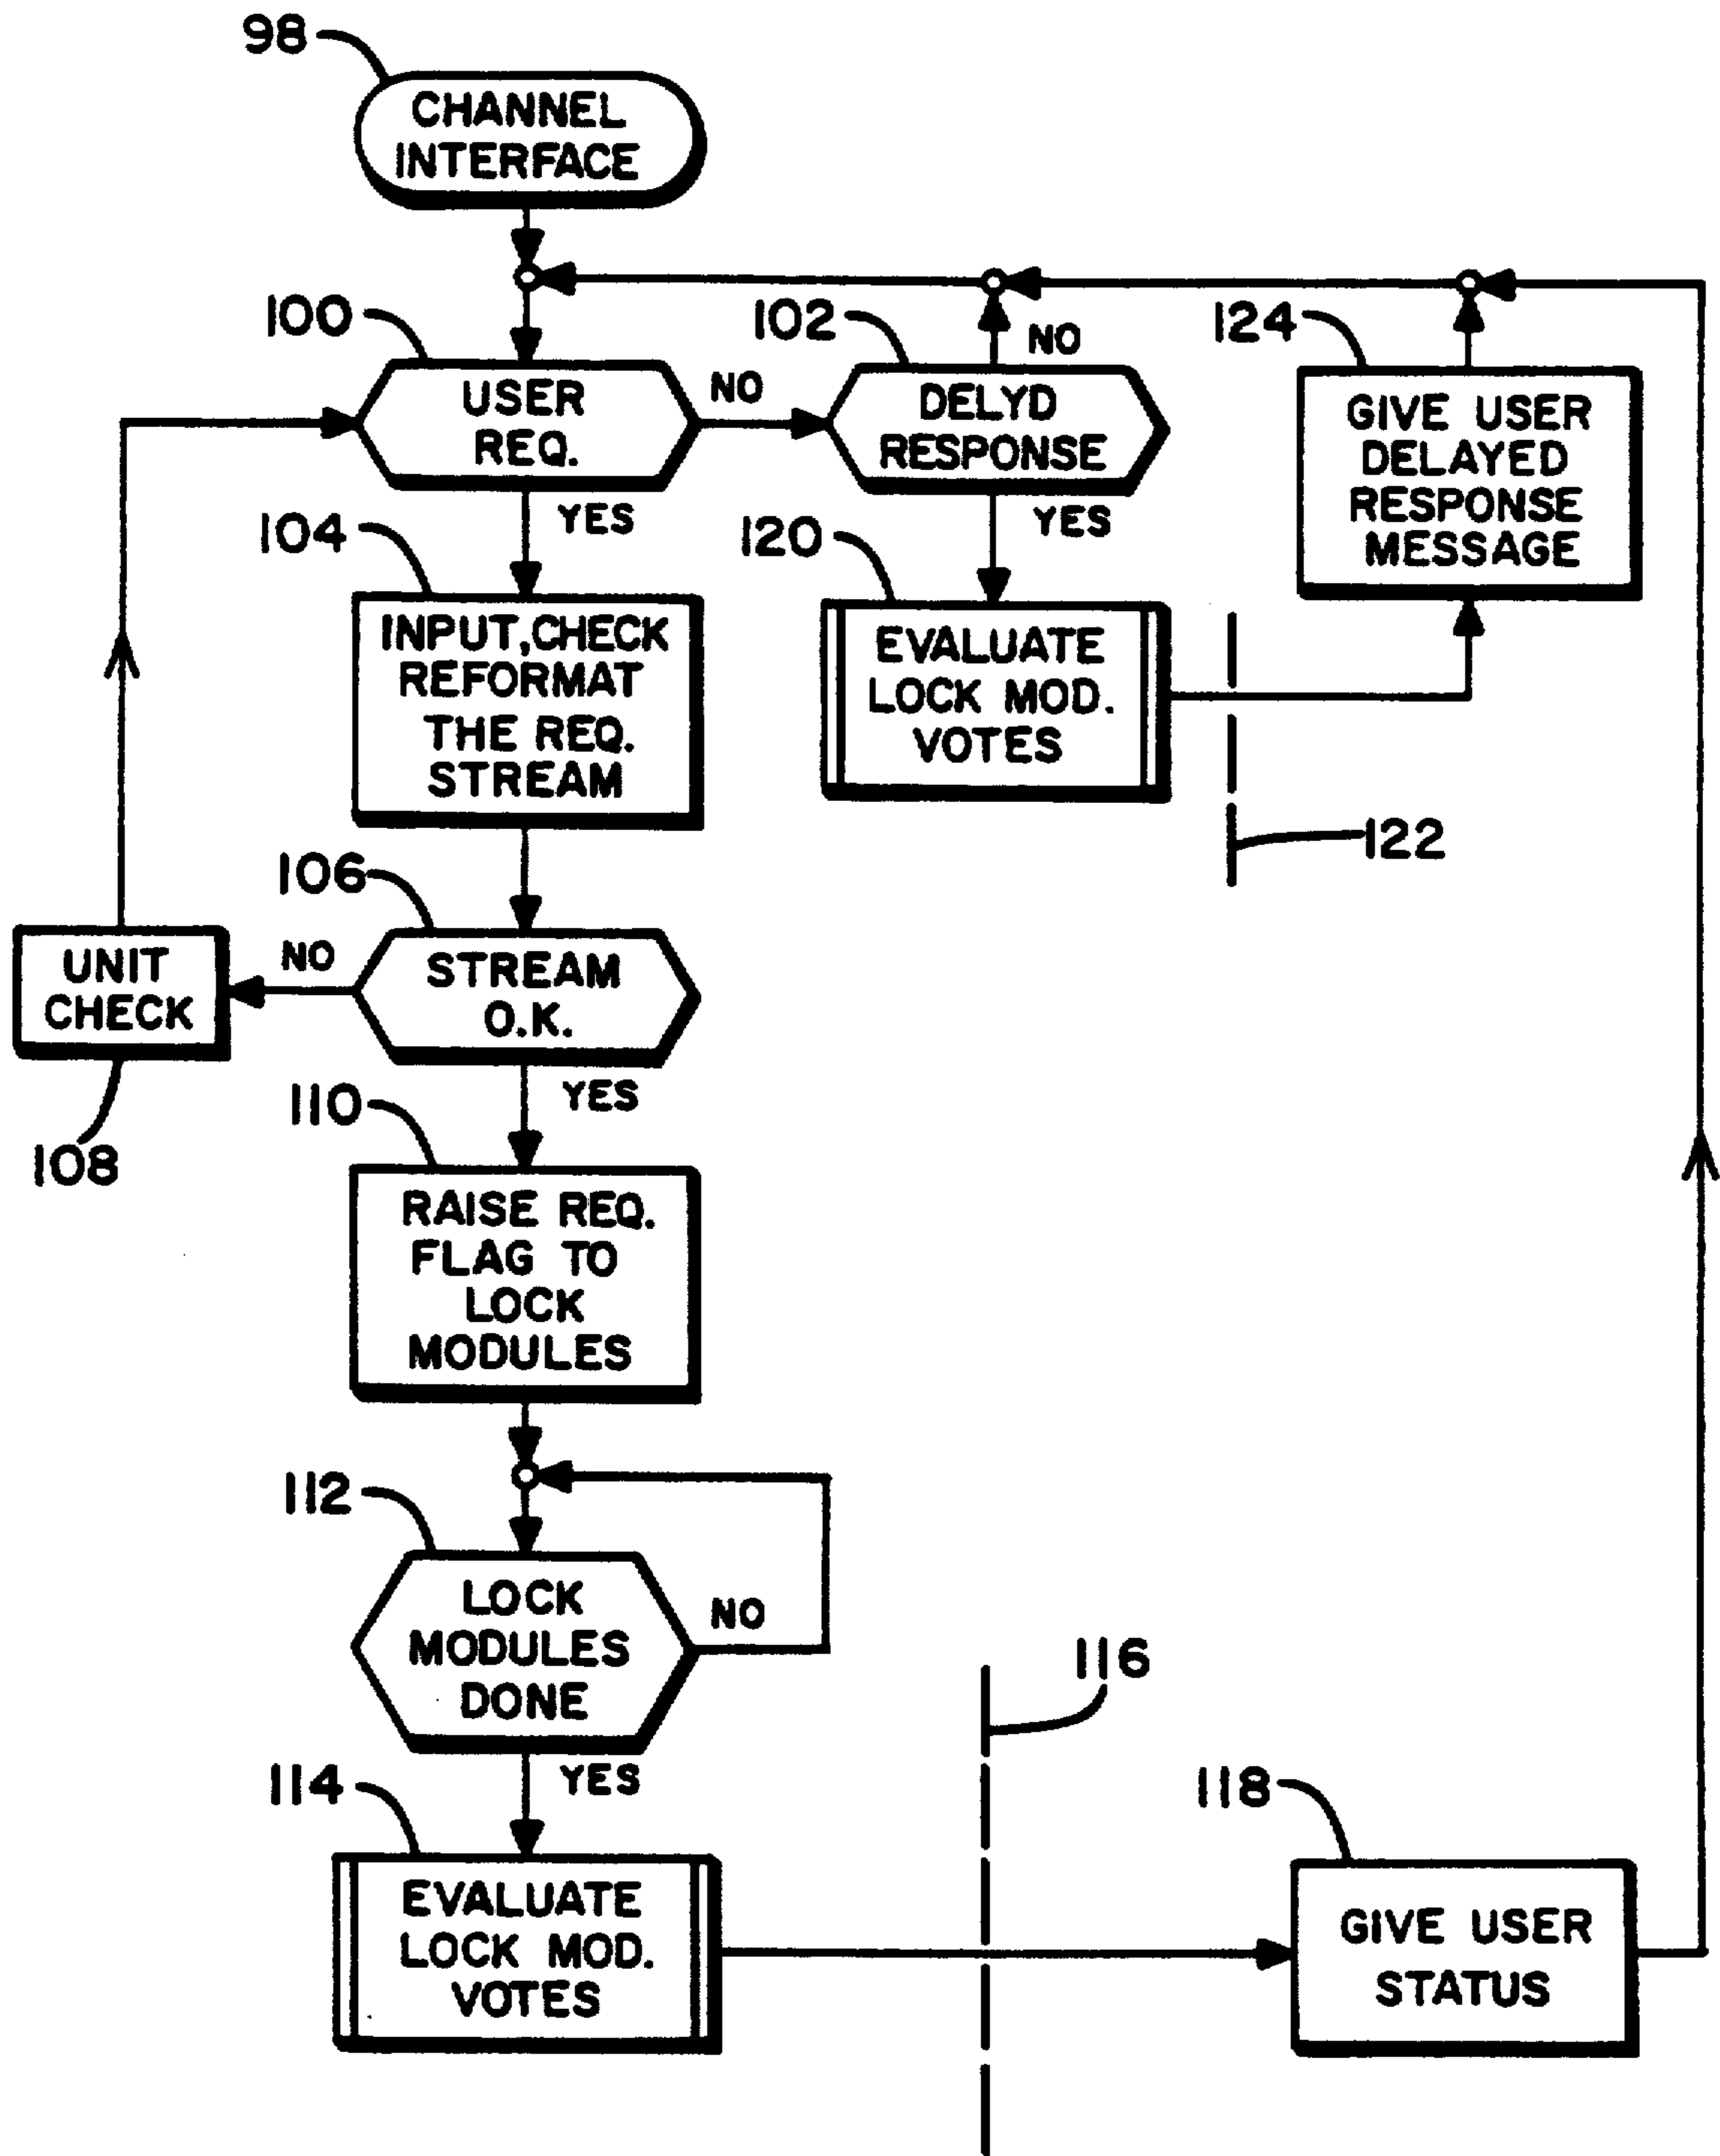 98
CHANNEL
INTERFACE
100
USER
REQ.
NO
102
DELYD
RESPONSE
NO
124
GIVE USER
DELAYED
RESPONSE
MESSAGE
YES
YES
104
INPUT, CHECK
REFORMAT
THE REQ.
STREAM
120
EVALUATE
LOCK MOD.
VOTES
122
106
STREAM
O.K.
NO
UNIT
CHECK
108
YES
110
RAISE REQ.
FLAG TO
LOCK
MODULES
112
LOCK
MODULES
DONE
NO
116
YES
114
EVALUATE
LOCK MOD.
VOTES
118
GIVE USER
STATUS